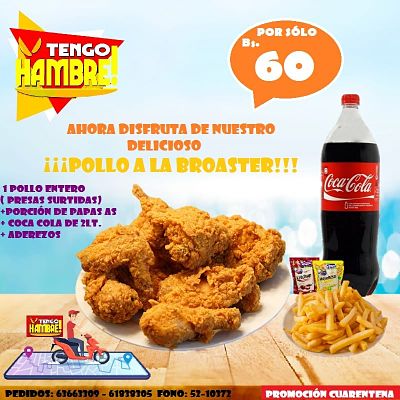 TENGO
HAMBRE!
POR SÓLO
Bs.
60
AHORA DISFRUTA DE NUESTRO
DELICIOSO
¡¡¡POLLO A LA BROASTER!!!
1 POLLO ENTERO
( PRESAS SURTIDAS)
+PORCIÓN DE PAPAS AS
+ COCA COLA DE 2LT.
+ ADEREZOS
Coca-Cola
TENGO
HAMBRE!
PEDIDOS: 63663309 - 61838305 FONO: 52-10372
PROMOCIÓN CUARENTENA